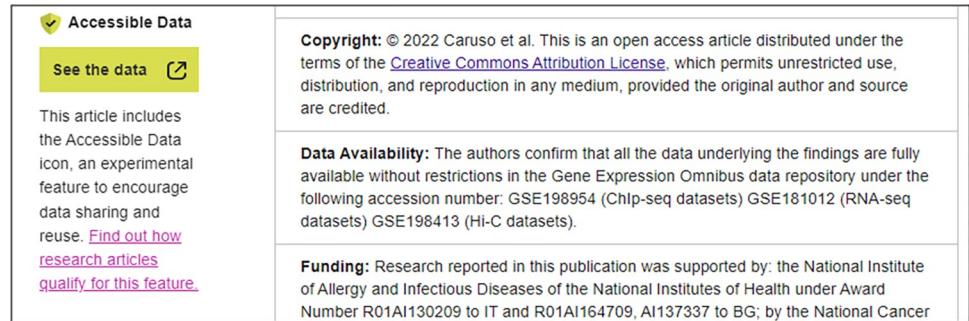 Accessible Data
See the data
This article includes
the Accessible Data
icon, an experimental
feature to encourage
data sharing and
reuse. Find out how
research articles
qualify for this feature.
Copyright: © 2022 Caruso et al. This is an open access article distributed under the
terms of the Creative Commons Attribution License, which permits unrestricted use,
distribution, and reproduction in any medium, provided the original author and source
are credited.
Data Availability: The authors confirm that all the data underlying the findings are fully
available without restrictions in the Gene Expression Omnibus data repository under the
following accession number: GSE198954 (ChIp-seq datasets) GSE181012 (RNA-seq
datasets) GSE198413 (Hi-C datasets).
Funding: Research reported in this publication was supported by: the National Institute
of Allergy and Infectious Diseases of the National Institutes of Health under Award
Number R01AI130209 to IT and R01AI164709, AI137337 to BG; by the National Cancer